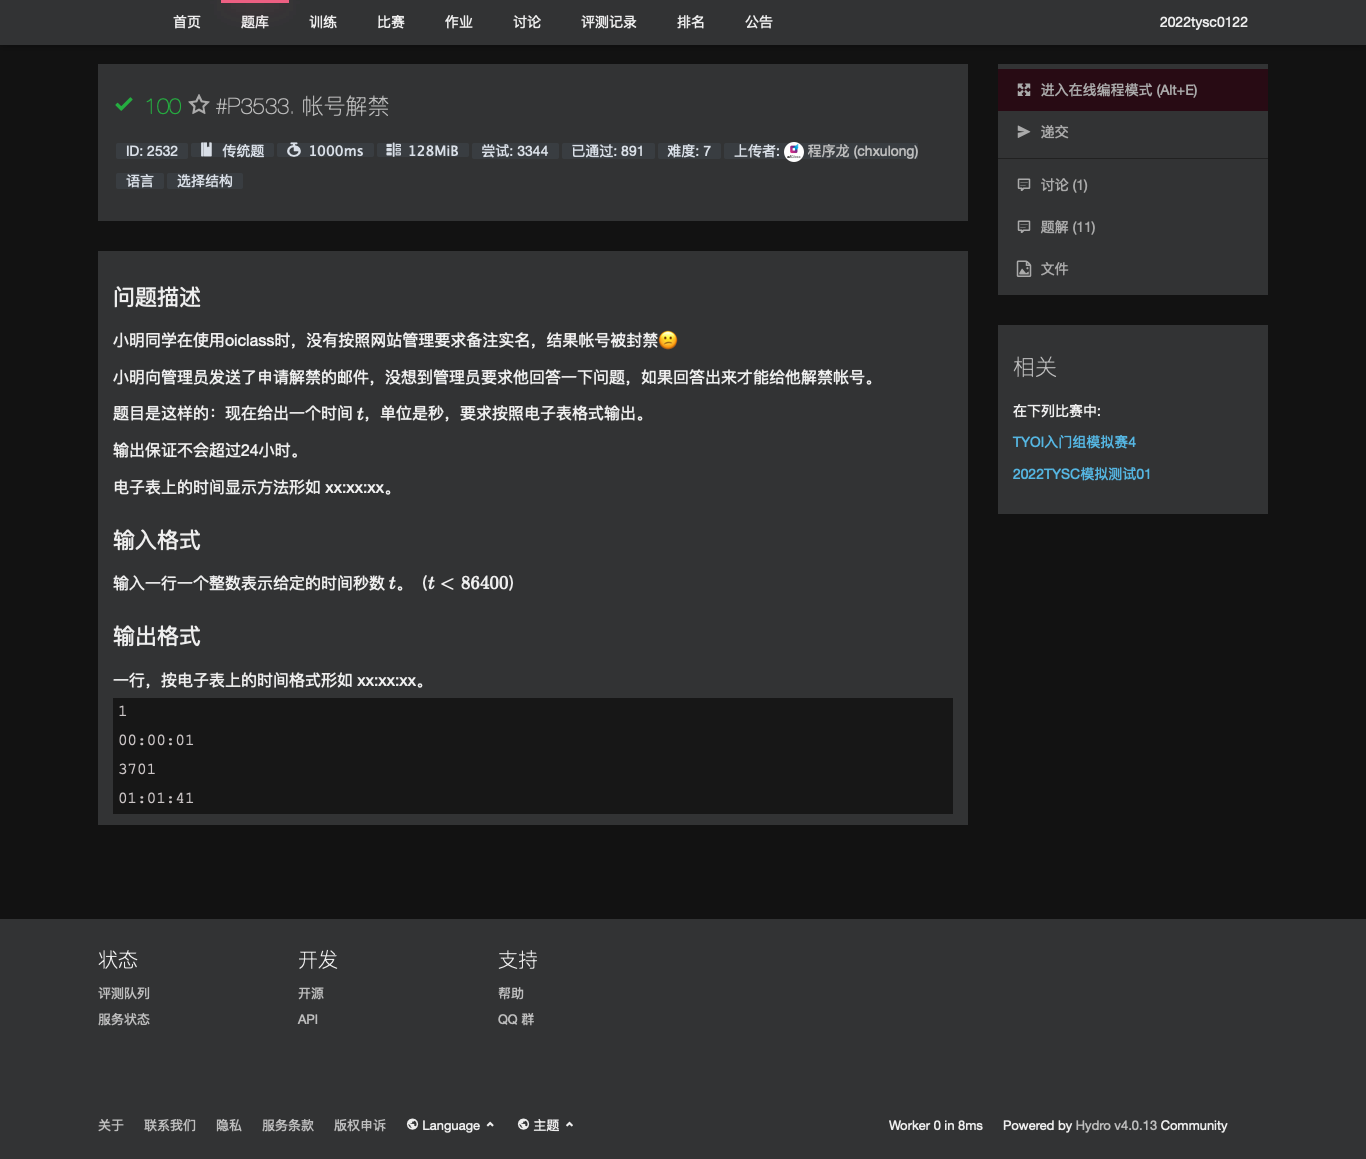 首页 题库 训练 比赛 作业 讨论 评测记录 排名 公告 2022tysc0122
100 #P3533. 帐号解禁
ID: 2532 传统题 1000ms 128MiB 尝试: 3344 已通过: 891 难度: 7 上传者: 程序龙 (chxulong)
语言 选择结构
进入在线编程模式 (Alt+E)
递交
讨论 (1)
题解 (11)
文件
相关
在下列比赛中:
TYOI入门组模拟赛4
2022TYSC模拟测试01
问题描述
小明同学在使用oiclass时，没有按照网站管理要求备注实名，结果帐号被封禁😕
小明向管理员发送了申请解禁的邮件，没想到管理员要求他回答一下问题，如果回答出来才能给他解禁帐号。
题目是这样的：现在给出一个时间 t，单位是秒，要求按照电子表格式输出。
输出保证不会超过24小时。
电子表上的时间显示方法形如 xx:xx:xx。
输入格式
输入一行一个整数表示给定的时间秒数 t。（t < 86400）
输出格式
一行，按电子表上的时间格式形如 xx:xx:xx。
1
00:00:01
3701
01:01:41
状态 开发 支持
评测队列 开源 帮助
服务状态 API QQ 群
关于 联系我们 隐私 服务条款 版权申诉 Language 主题 Worker 0 in 8ms Powered by Hydro v4.0.13 Community